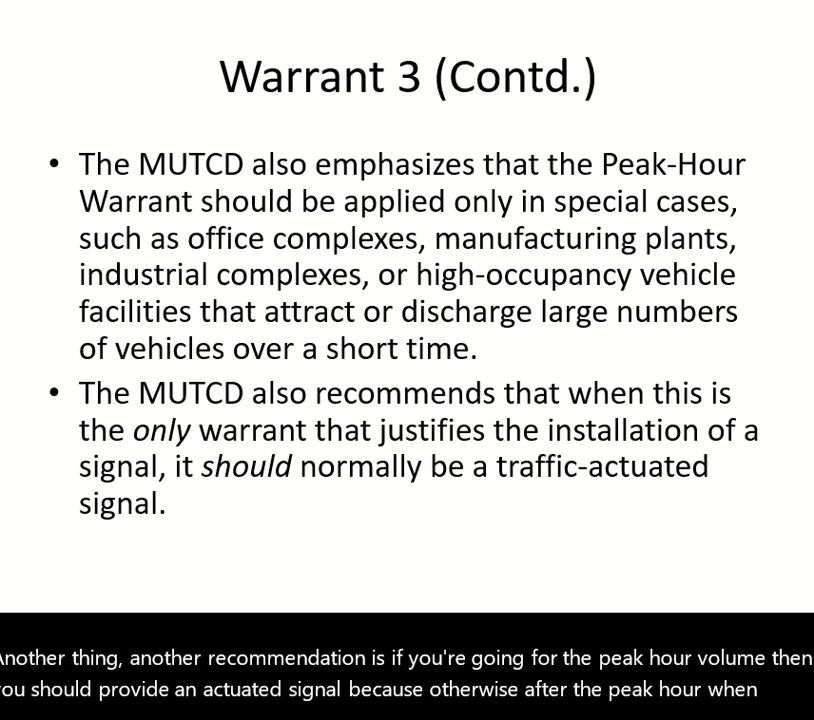 Warrant 3 (Contd.)
• The MUTCD also emphasizes that the Peak-Hour
Warrant should be applied only in special cases,
such as office complexes, manufacturing plants,
industrial complexes, or high-occupancy vehicle
facilities that attract or discharge large numbers
of vehicles over a short time.
• The MUTCD also recommends that when this is
the only warrant that justifies the installation of a
signal, it should normally be a traffic-actuated
signal.
Another thing, another recommendation is if you're going for the peak hour volume then
you should provide an actuated signal because otherwise after the peak hour when